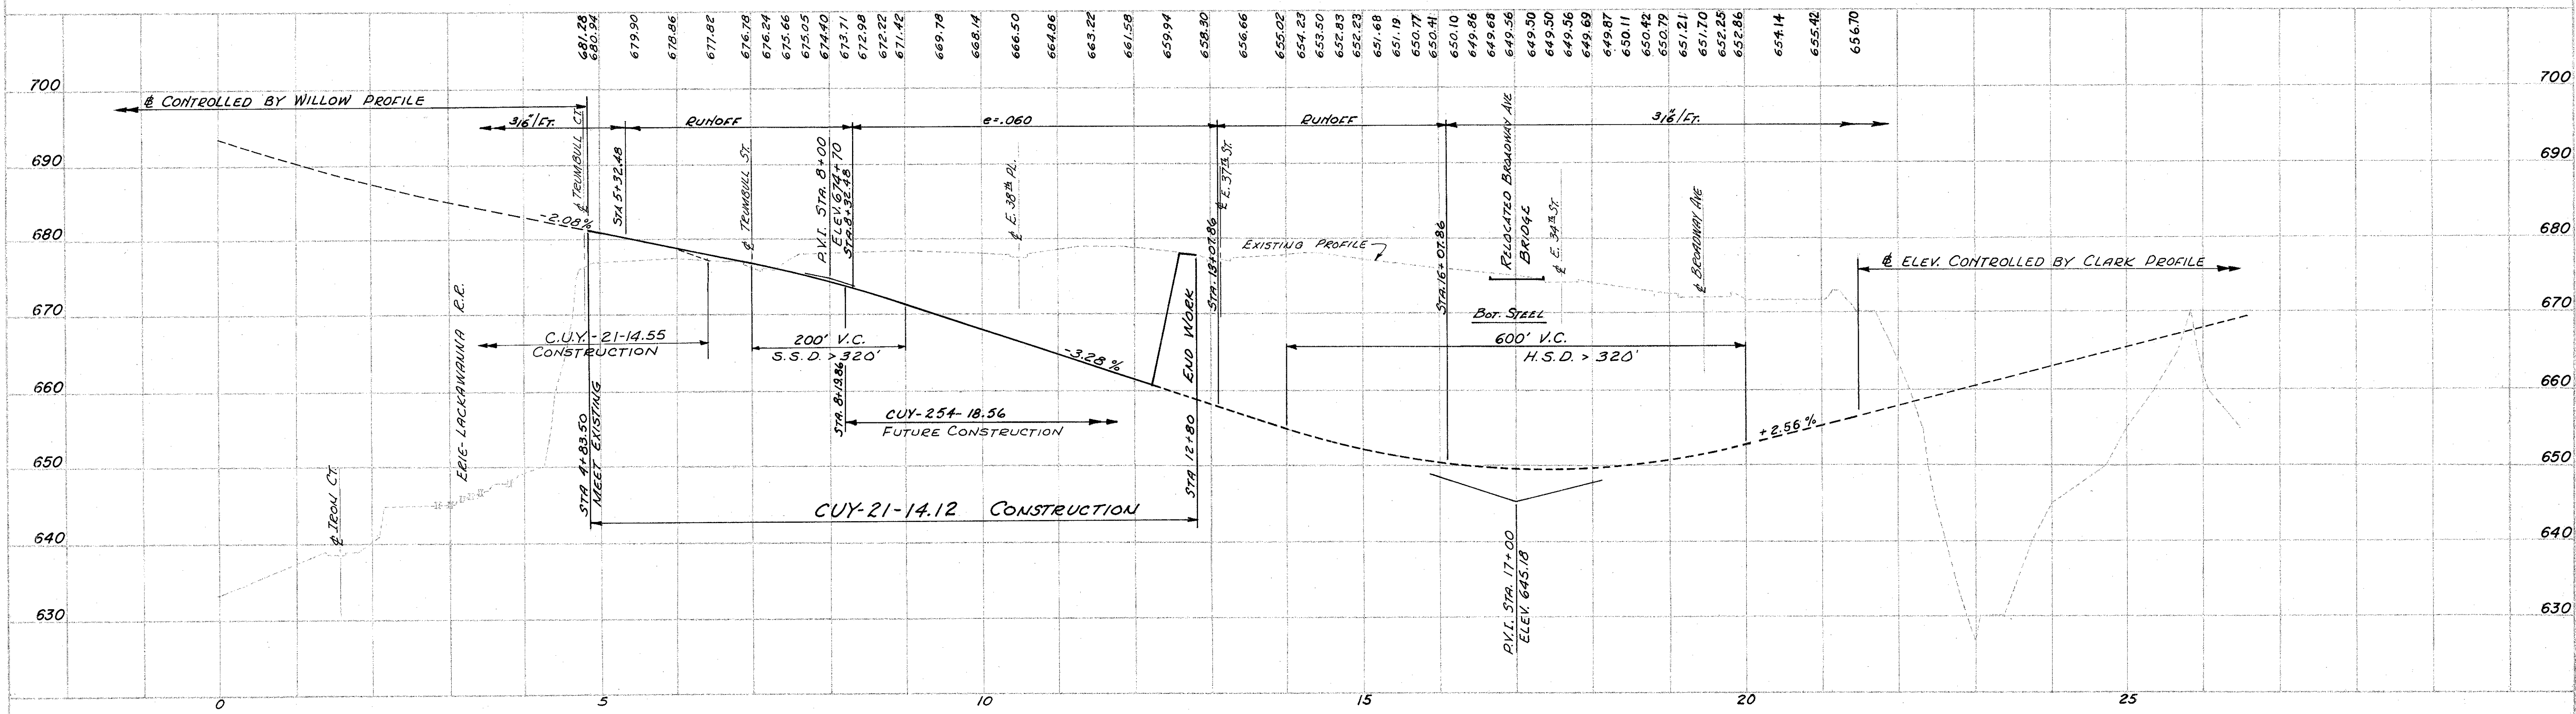 681.28
680.94
679.90
678.86
677.82
676.78
676.24
675.66
675.05
674.40
673.71
672.98
672.22
671.42
669.78
668.14
666.50
664.86
663.22
661.58
659.94
658.30
656.66
655.02
654.23
653.50
652.83
652.23
651.68
651.19
650.77
650.41
650.10
649.86
649.68
649.56
649.50
649.50
649.56
649.69
649.87
650.11
650.42
650.79
651.21
651.70
652.25
652.86
654.14
655.42
656.70
700
700
690
690
680
680
670
670
660
660
650
650
640
640
630
630
℄ CONTROLLED BY WILLOW PROFILE
3/16"/FT.
RUNOFF
e=.060
RUNOFF
3/16"/FT.
℄ TRUMBULL CT.
STA 5+32.48
℄ TRUMBULL ST.
P.V.I. STA. 8+00
ELEV. 674+70
STA. 8+32.48
℄ E. 38TH PL.
℄ E. 37TH ST.
STA. 13+07.86
STA. 16+07.86
RELOCATED BROADWAY AVE
BRIDGE
℄ E. 34TH ST.
℄ BROADWAY AVE
-2.08%
EXISTING PROFILE
℄ ELEV. CONTROLLED BY CLARK PROFILE
ERIE-LACKAWANNA R.R.
C.U.Y.-21-14.55
CONSTRUCTION
200' V.C.
S.S.D. > 320'
-3.28%
STA. 8+19.86
CUY-254-18.56
FUTURE CONSTRUCTION
STA 12+80 END WORK
BOT. STEEL
600' V.C.
H.S.D. > 320'
+2.56%
℄ IRON CT.
STA 4+83.50
MEET EXISTING
CUY-21-14.12 CONSTRUCTION
P.V.I. STA. 17+00
ELEV. 645.18
0
5
10
15
20
25